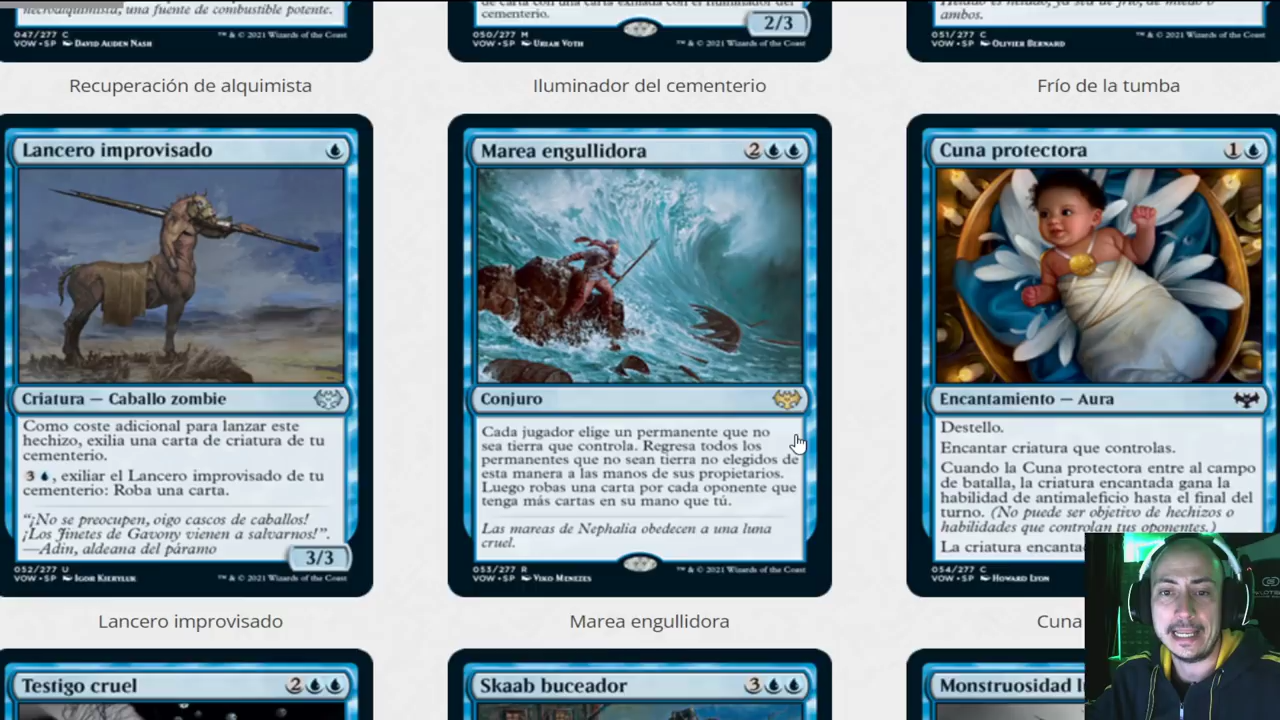 necroalquimista, una fuente de combustible potente.
047/277 C
VOW • SP DAVID AUDEN NASH
™ & © 2021 Wizards of the Coast
cementerio.
2/3
050/277 M
VOW • SP URIAH VOTH
™ & © 2021 Wizards of the Coast
ambos.
051/277 C
VOW • SP OLIVIER BERNARD
™ & © 2021 Wizards of the Coast
Recuperación de alquimista
Iluminador del cementerio
Frío de la tumba
Lancero improvisado
Criatura — Caballo zombie
Como coste adicional para lanzar este
hechizo, exilia una carta de criatura de tu
cementerio.
3 , exiliar el Lancero improvisado de tu
cementerio: Roba una carta.
“¡No se preocupen, oigo cascos de caballos!
¡Los Jinetes de Gavony vienen a salvarnos!”.
—Adin, aldeana del páramo
3/3
052/277 U
VOW • SP IGOR KIERYLUK
™ & © 2021 Wizards of the Coast
Marea engullidora 2
Conjuro
Cada jugador elige un permanente que no
sea tierra que controla. Regresa todos los
permanentes que no sean tierra no elegidos de
esta manera a las manos de sus propietarios.
Luego robas una carta por cada oponente que
tenga más cartas en su mano que tú.
Las mareas de Nephalia obedecen a una luna
cruel.
053/277 R
VOW • SP YIKO MENEZES
™ & © 2021 Wizards of the Coast
Cuna protectora 1
Encantamiento — Aura
Destello.
Encantar criatura que controlas.
Cuando la Cuna protectora entre al campo
de batalla, la criatura encantada gana la
habilidad de antimaleficio hasta el final del
turno. (No puede ser objetivo de hechizos o
habilidades que controlan tus oponentes.)
La criatura encanta
054/277 C
VOW • SP HOWARD LYON
Lancero improvisado
Marea engullidora
Cuna
Testigo cruel 2
Skaab buceador 3
Monstruosidad